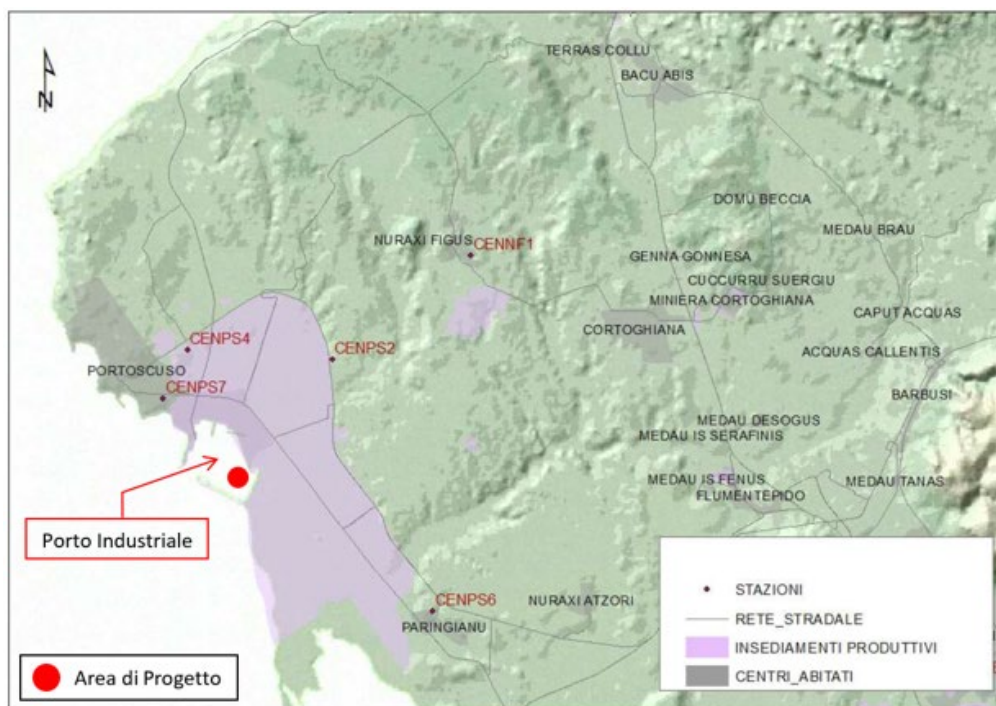 TERRAS COLLU
BACU ABIS
DOMU BECCIA
MEDAU BRAU
NURAXI FIGUS
CENNF1
GENNA GONNESA
CUCCURRU SUERGIU
MINIERA CORTOGHIANA
CAPUT ACQUAS
CORTOGHIANA
CENPS4
CENPS2
ACQUAS CALLENTIS
PORTOSCUSO
CENPS7
BARBUSI
MEDAU DESOGUS
MEDAU IS SERAFINIS
MEDAU IS FENUS
MEDAU TANAS
FLUMENTEPIDO
Porto Industriale
CENPS6
NURAXI ATZORI
PARINGIANU
STAZIONI
RETE_STRADALE
INSEDIAMENTI PRODUTTIVI
CENTRI_ABITATI
Area di Progetto
N